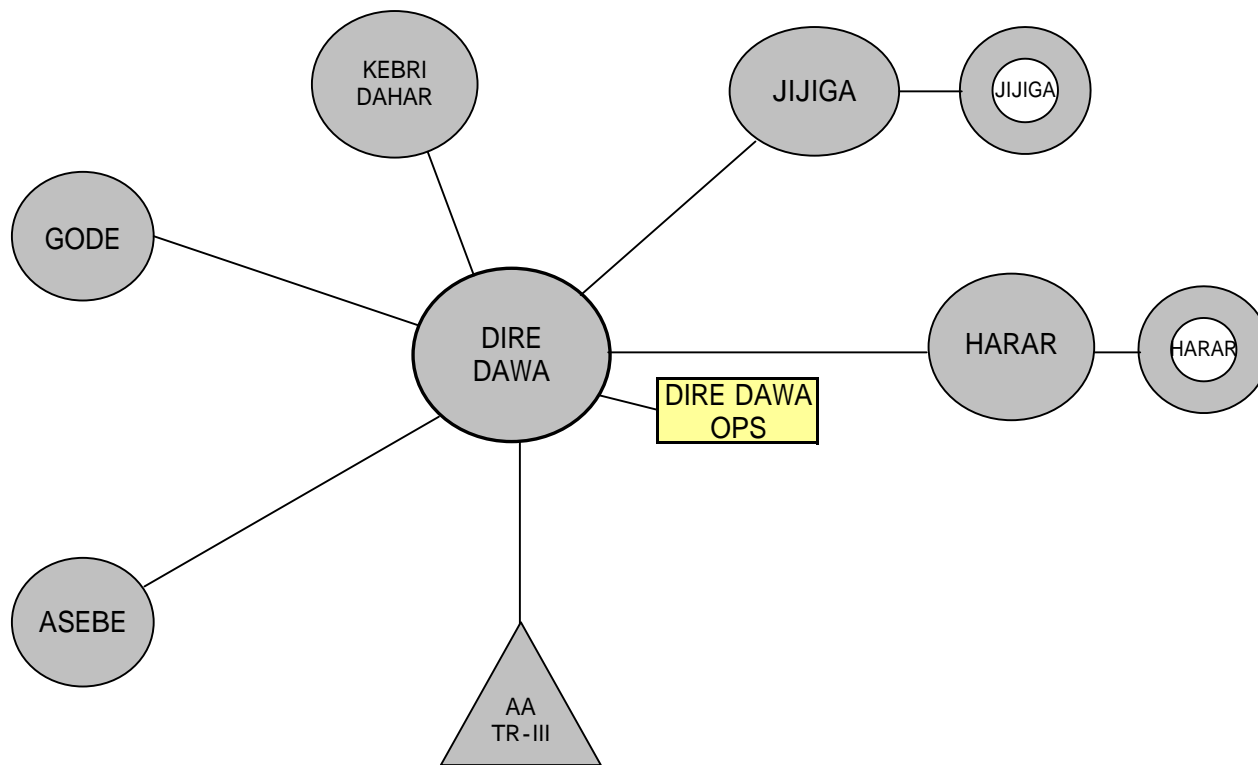 KEBRI
DAHAR
JIJIGA
JIJIGA
GODE
DIRE
DAWA
HARAR
HARAR
DIRE DAWA
OPS
ASEBE
AA
TR-III